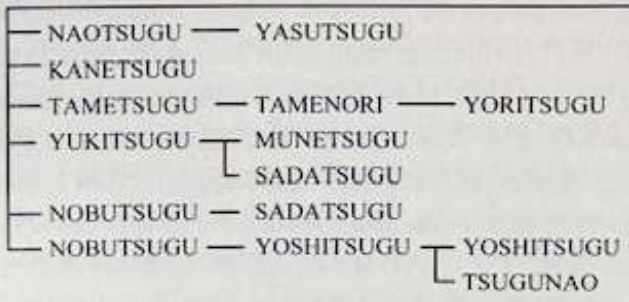 NAOTSUGU YASUTSUGU
KANETSUGU
TAMETSUGU TAMENORI YORITSUGU
YUKITSUGU MUNETSUGU
SADATSUGU
NOBUTSUGU SADATSUGU
NOBUTSUGU YOSHITSUGU YOSHITSUGU
TSUGUNAO